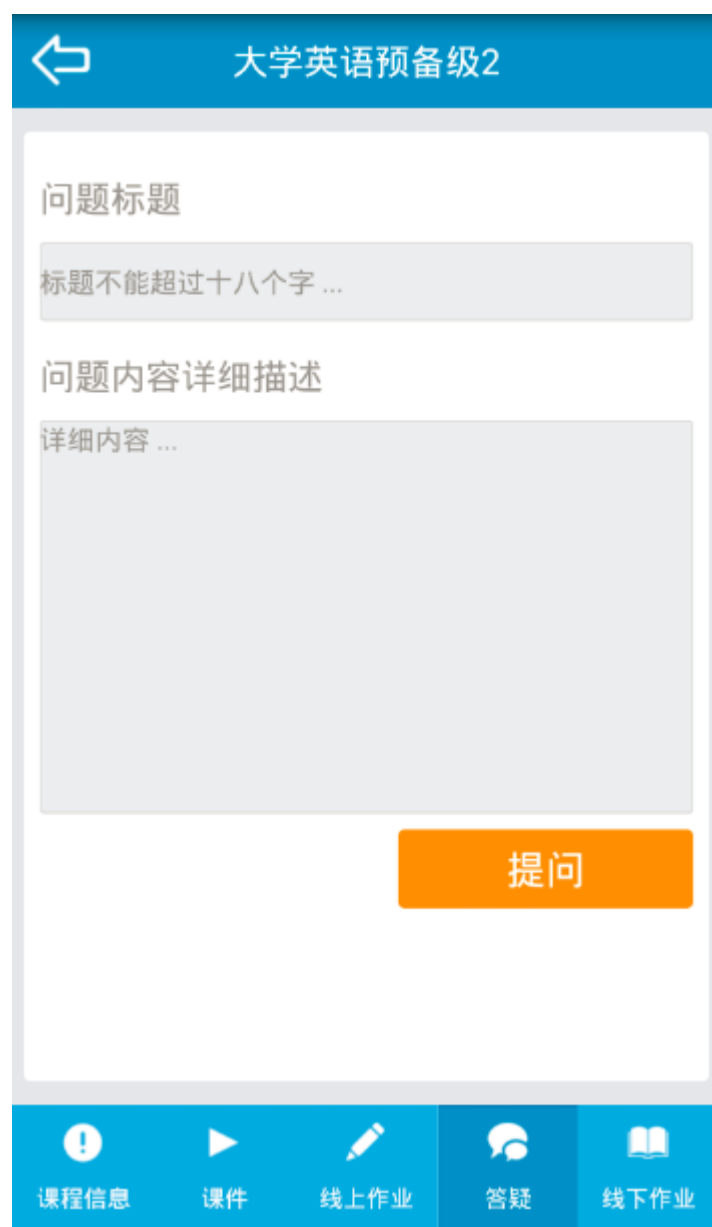 大学英语预备级2
问题标题
标题不能超过十八个字 ...
问题内容详细描述
详细内容 ...
提问
课程信息
课件
线上作业
答疑
线下作业